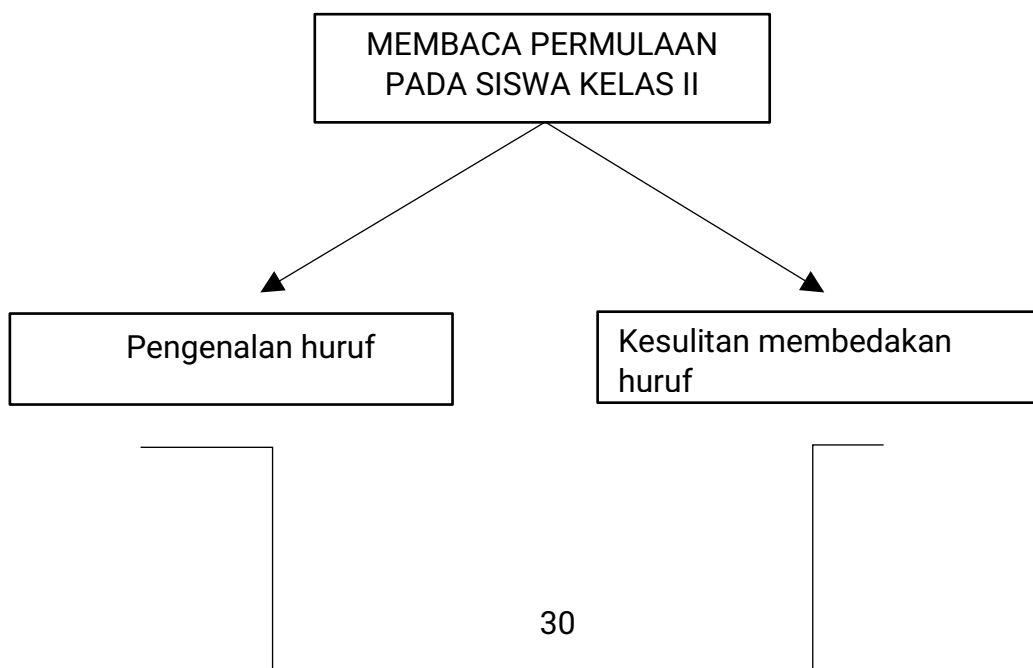 MEMBACA PERMULAAN
PADA SISWA KELAS II
Pengenalan huruf
Kesulitan membedakan
huruf
30